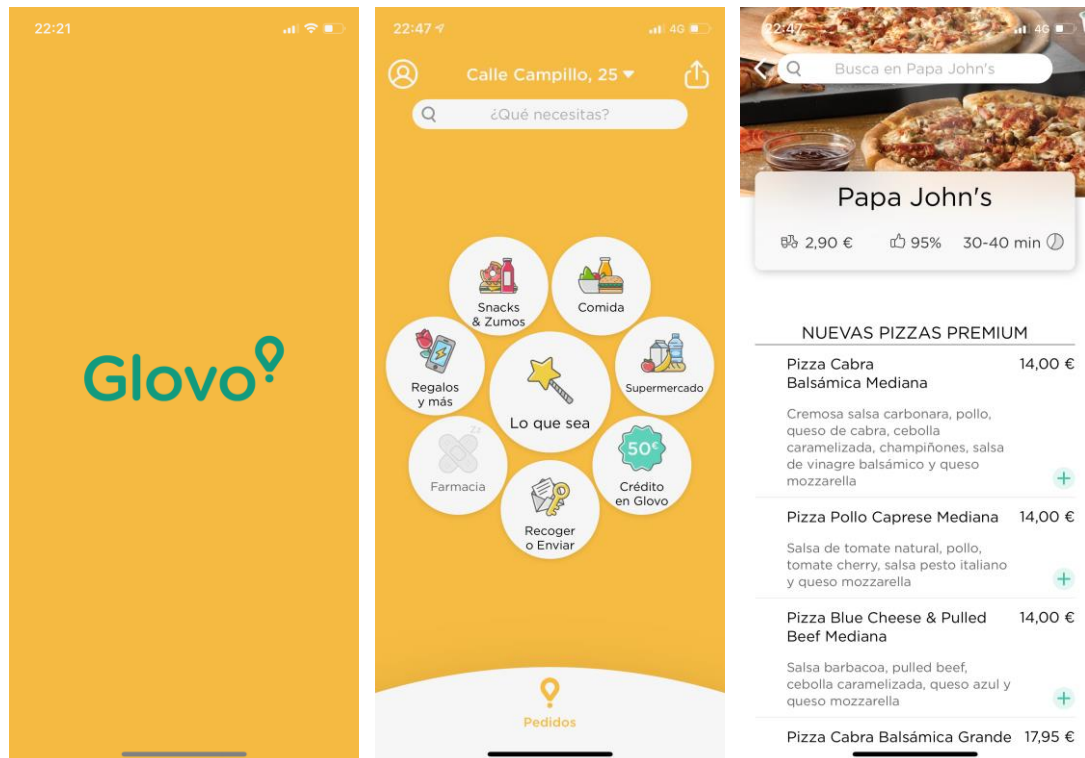 22:21
Glovo
22:47
4G
Calle Campillo, 25
¿Qué necesitas?
Snacks
& Zumos
Comida
Regalos
y más
Lo que sea
Supermercado
Farmacia
zz
50€
Crédito
en Glovo
Recoger
o Enviar
Pedidos
22:47
4G
Busca en Papa John's
Papa John's
2,90 €
95%
30-40 min
NUEVAS PIZZAS PREMIUM
Pizza Cabra 14,00 €
Balsámica Mediana
Cremosa salsa carbonara, pollo,
queso de cabra, cebolla
caramelizada, champiñones, salsa
de vinagre balsámico y queso
mozzarella
Pizza Pollo Caprese Mediana 14,00 €
Salsa de tomate natural, pollo,
tomate cherry, salsa pesto italiano
y queso mozzarella
Pizza Blue Cheese & Pulled 14,00 €
Beef Mediana
Salsa barbacoa, pulled beef,
cebolla caramelizada, queso azul y
queso mozzarella
Pizza Cabra Balsámica Grande 17,95 €